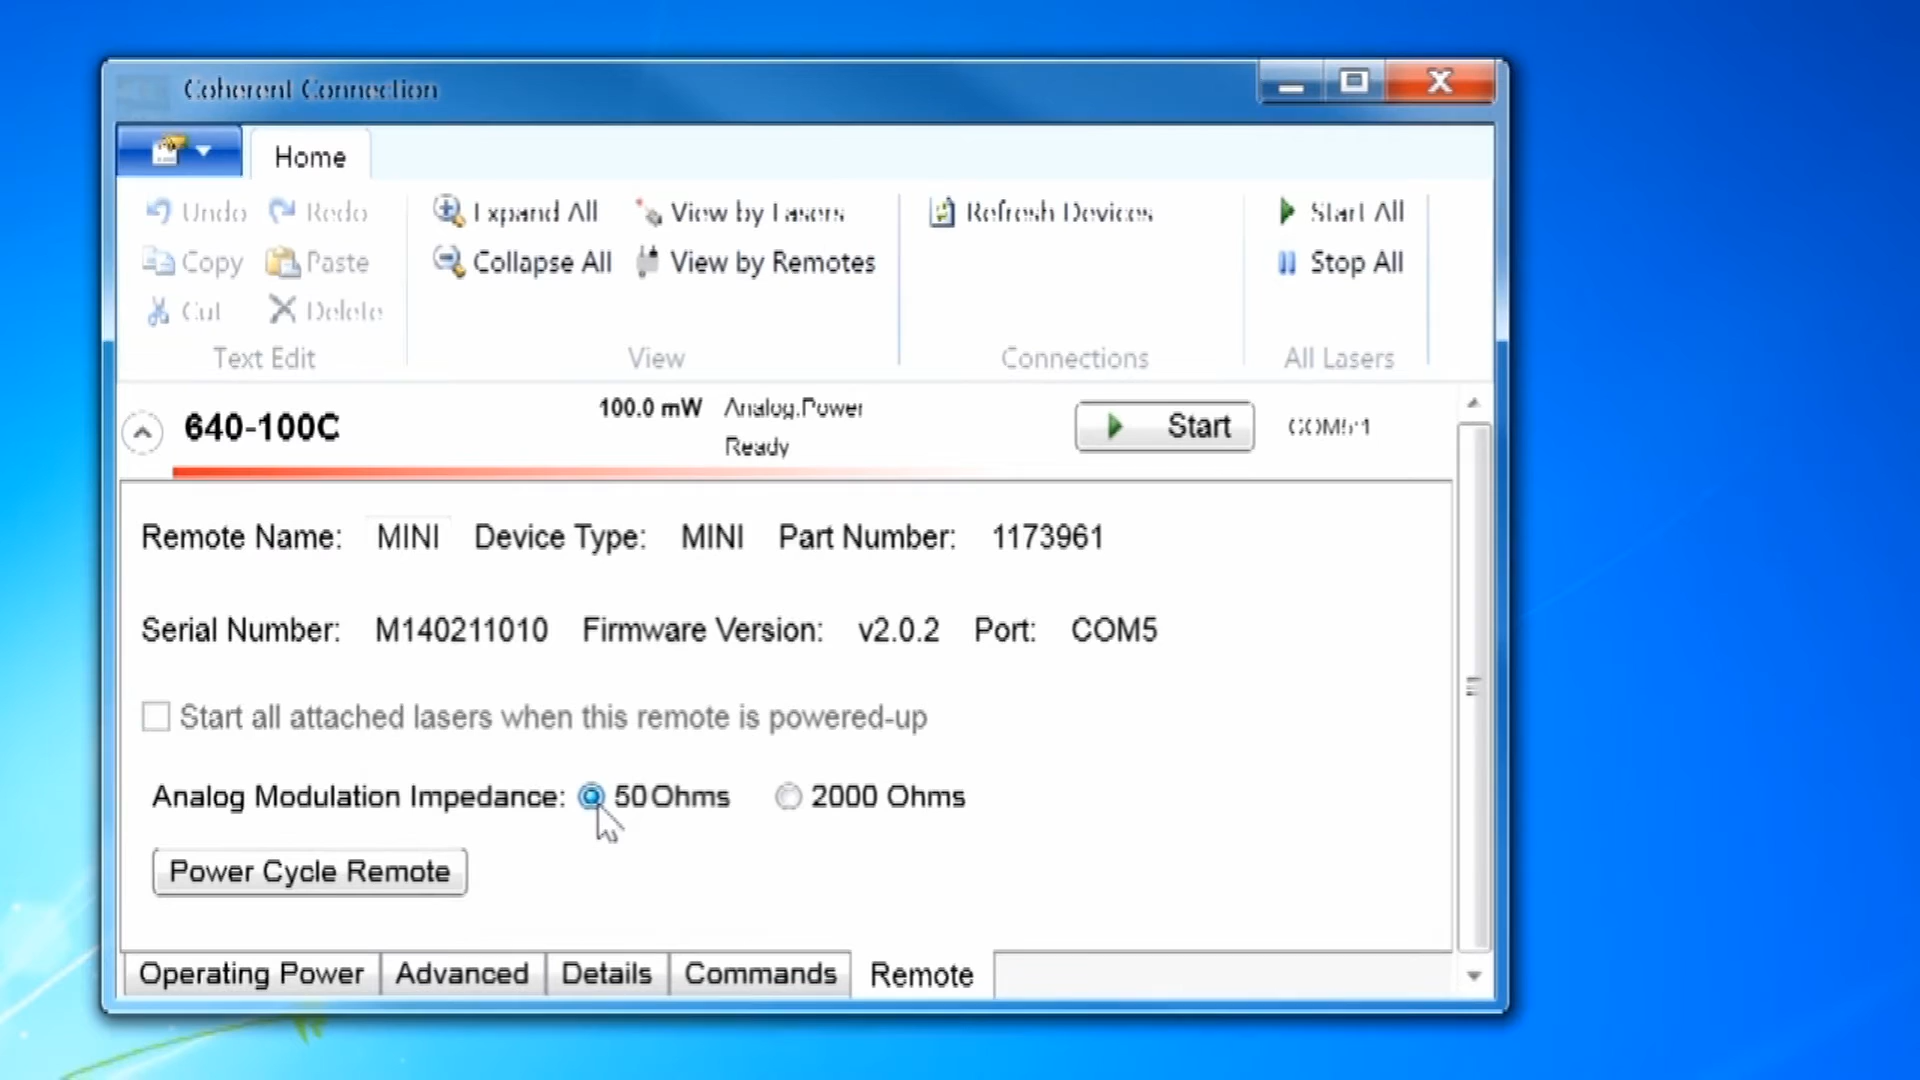 Coherent Connection
Home
Undo Redo Expand All View by Lasers Refresh Devices Start All
Copy Paste Collapse All View by Remotes Stop All
Cut Delete
Text Edit View Connections All Lasers
640-100C 100.0 mW Analog.Power Start
Ready
Remote Name: MINI Device Type: MINI Part Number: 1173961
Serial Number: M140211010 Firmware Version: v2.0.2 Port: COM5
Start all attached lasers when this remote is powered-up
Analog Modulation Impedance: 50 Ohms 2000 Ohms
Power Cycle Remote
Operating Power Advanced Details Commands Remote